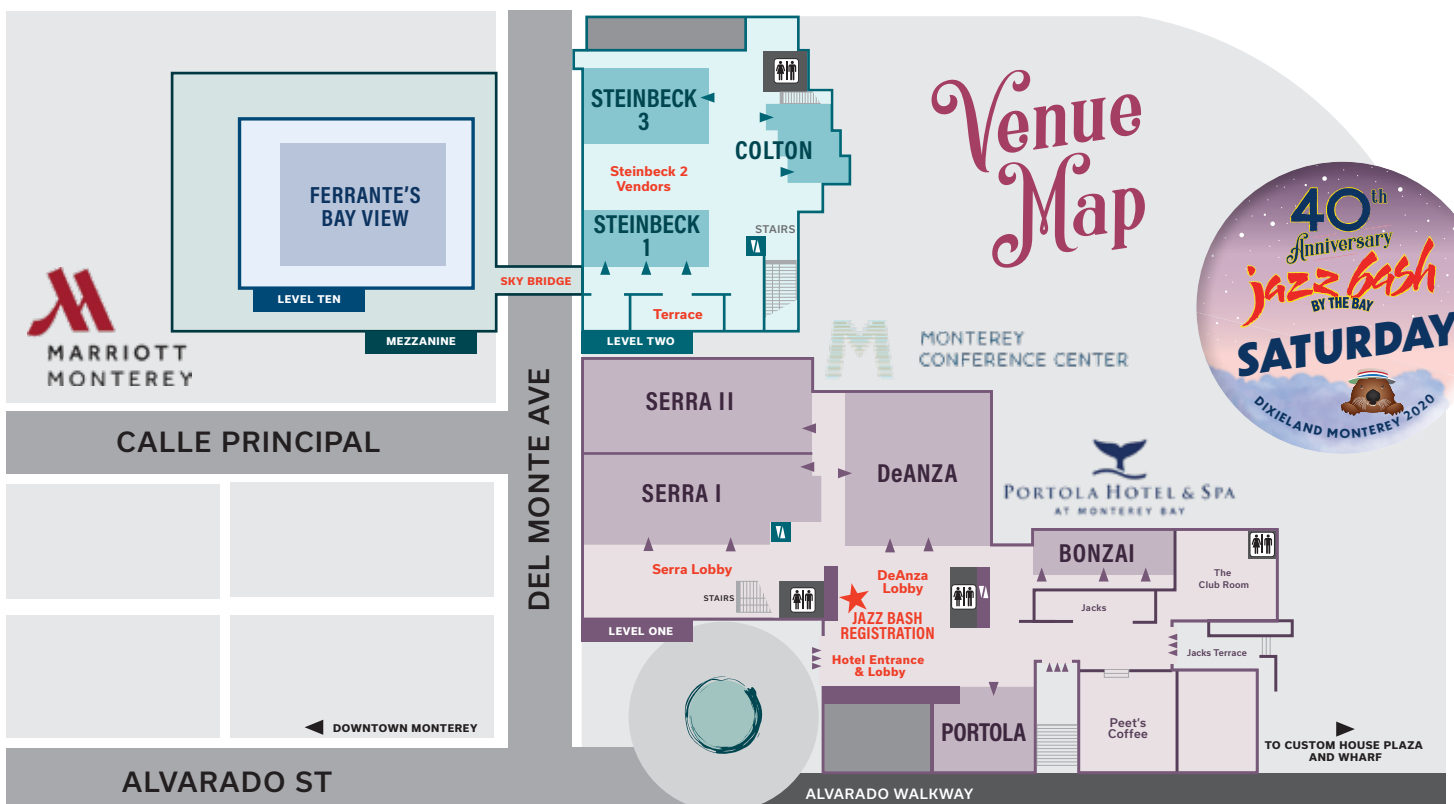 Venue
Map
40th
Anniversary
jazz bash
BY THE BAY
SATURDAY
DIXIELAND MONTEREY 2020
STEINBECK
3
COLTON
Steinbeck 2
Vendors
STEINBECK
1
STAIRS
Terrace
LEVEL TWO
SKY BRIDGE
FERRANTE'S
BAY VIEW
LEVEL TEN
MEZZANINE
MARRIOTT
MONTEREY
MONTEREY
CONFERENCE CENTER
CALLE PRINCIPAL
DEL MONTE AVE
SERRA II
SERRA I
DeANZA
PORTOLA HOTEL & SPA
AT MONTEREY BAY
BONZAI
The
Club Room
Serra Lobby
DeAnza
Lobby
STAIRS
Jacks
JAZZ BASH
REGISTRATION
LEVEL ONE
Hotel Entrance
& Lobby
Jacks Terrace
PORTOLA
Peet's
Coffee
DOWNTOWN MONTEREY
TO CUSTOM HOUSE PLAZA
AND WHARF
ALVARADO ST
ALVARADO WALKWAY